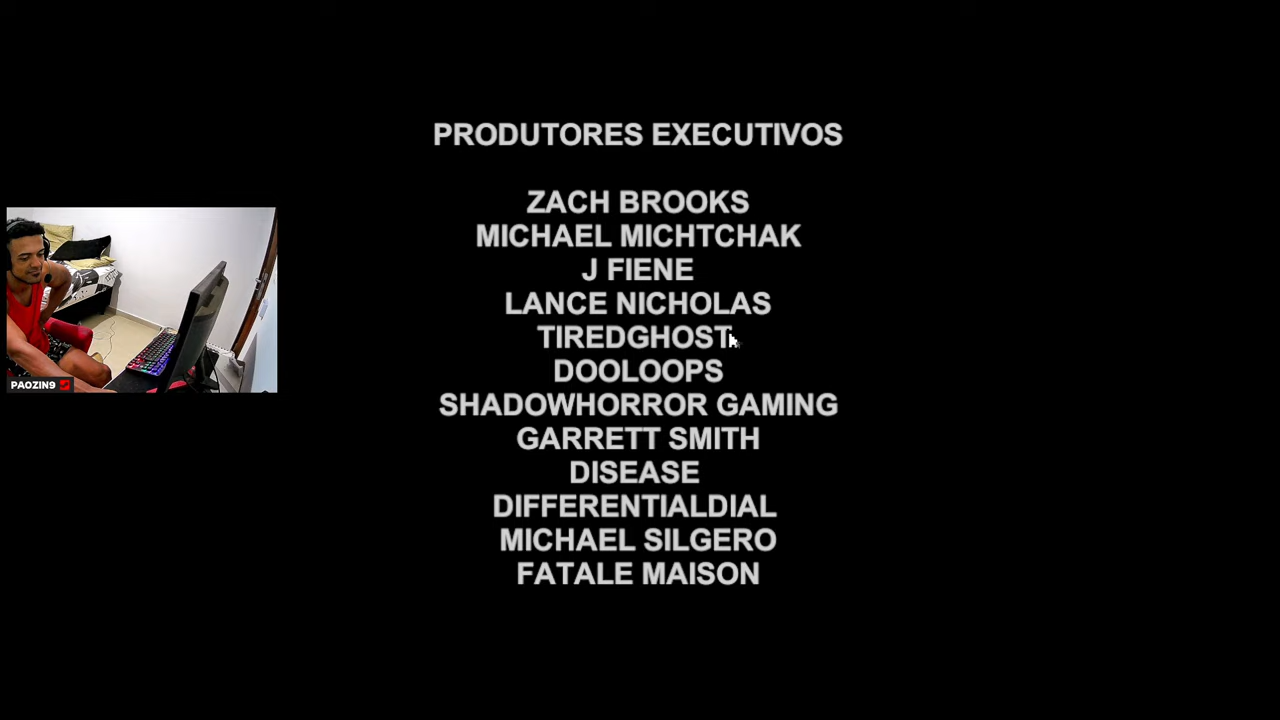 PRODUTORES EXECUTIVOS
ZACH BROOKS
MICHAEL MICHTCHAK
J FIENE
LANCE NICHOLAS
TIREDGHOST
DOOLOOPS
SHADOWHORROR GAMING
GARRETT SMITH
DISEASE
DIFFERENTIALDIAL
MICHAEL SILGERO
FATALE MAISON
PAOZIN9